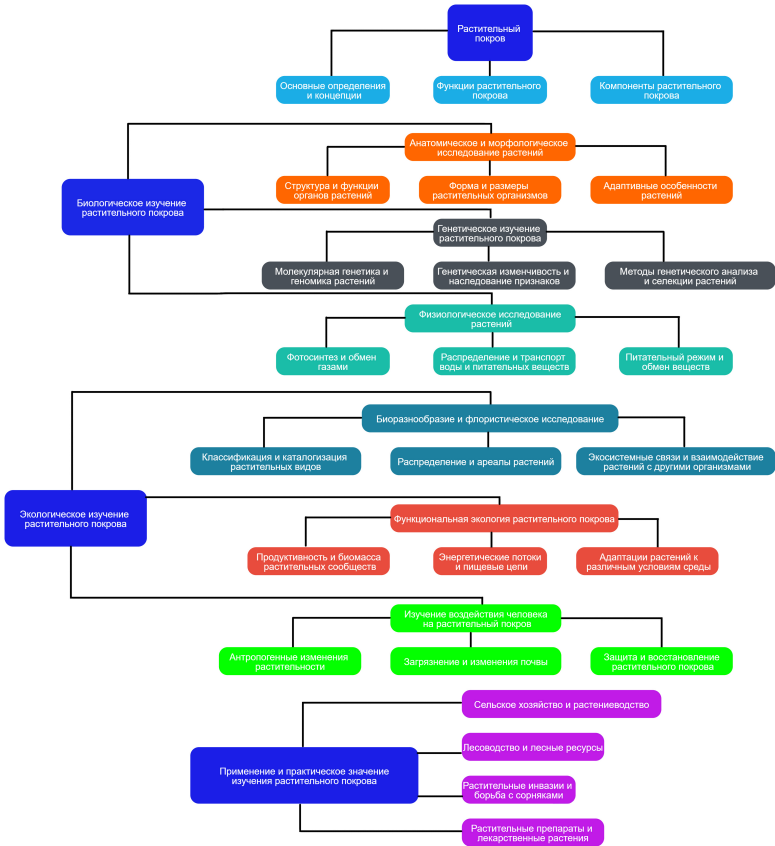 Растительный
покров
Основные определения
и концепции
Функции растительного
покрова
Компоненты растительного
покрова
Анатомическое и морфологическое
исследование растений
Структура и функции
органов растений
Форма и размеры
растительных организмов
Адаптивные особенности
растений
Биологическое изучение
растительного покрова
Генетическое изучение
растительного покрова
Молекулярная генетика и
геномика растений
Генетическая изменчивость и
наследование признаков
Методы генетического анализа
и селекции растений
Физиологическое исследование
растений
Фотосинтез и обмен
газами
Распределение и транспорт
воды и питательных веществ
Питательный режим и
обмен веществ
Биоразнообразие и флористическое исследование
Классификация и каталогизация
растительных видов
Распределение и ареалы растений
Экосистемные связи и взаимодействие
растений с другими организмами
Экологическое изучение
растительного покрова
Функциональная экология растительного покрова
Продуктивность и биомасса
растительных сообществ
Энергетические потоки
и пищевые цепи
Адаптации растений к
различным условиям среды
Изучение воздействия человека
на растительный покров
Антропогенные изменения
растительности
Загрязнение и изменения почвы
Защита и восстановление
растительного покрова
Сельское хозяйство и растениеводство
Лесоводство и лесные ресурсы
Применение и практическое значение
изучения растительного покрова
Растительные инвазии и
борьба с сорняками
Растительные препараты и
лекарственные растения